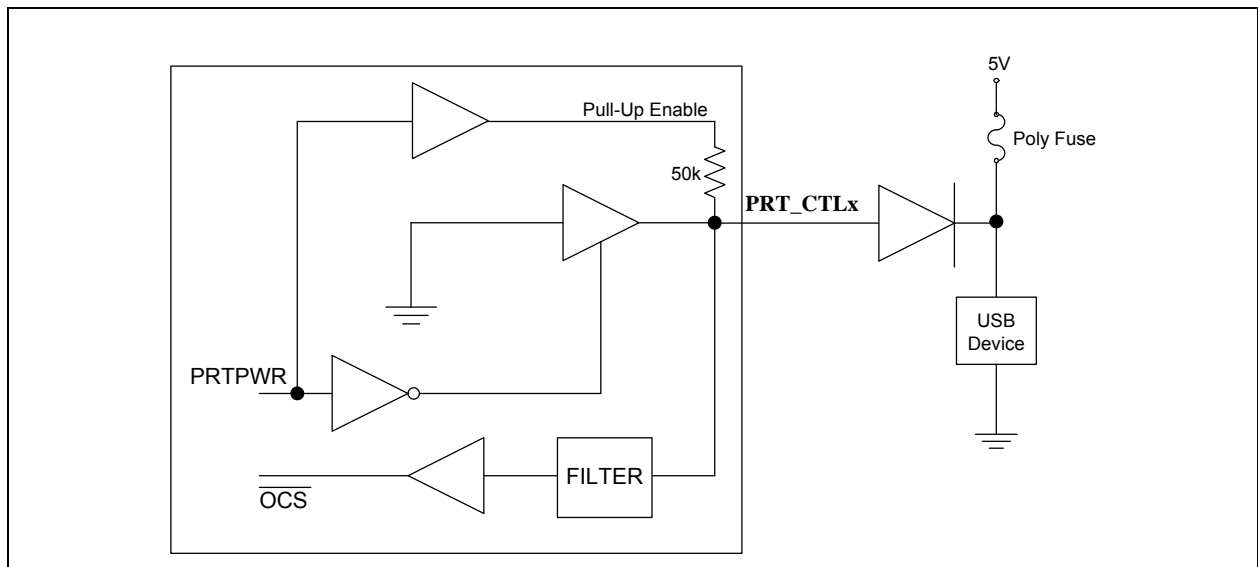 5V
Pull-Up Enable
Poly Fuse
50k
PRT_CTLx
USB
Device
PRTPWR
FILTER
OCS